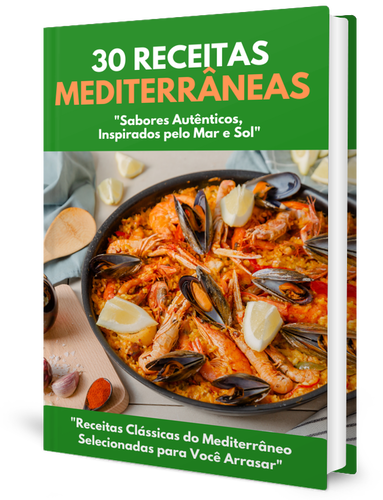 30 RECEITAS
MEDITERRÂNEAS
"Sabores Autênticos,
Inspirados pelo Mar e Sol"
"Receitas Clássicas do Mediterrâneo
Selecionadas para Você Arrasar"